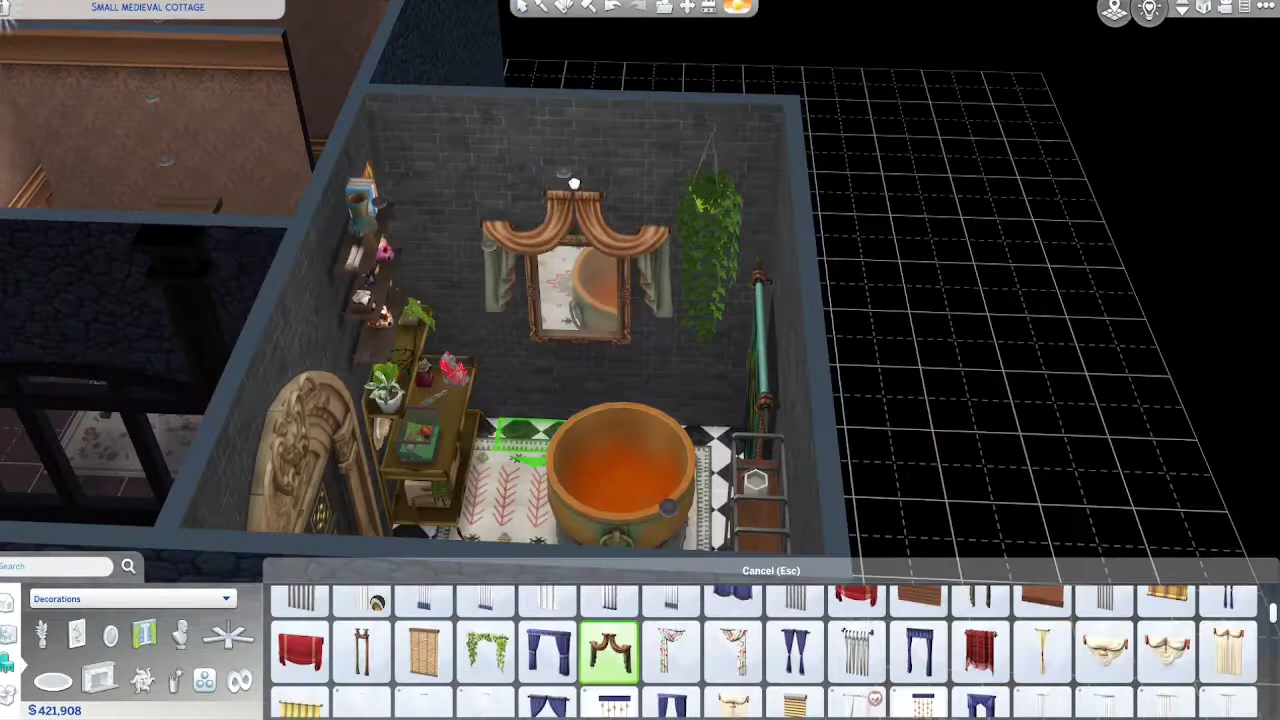 SMALL MEDIEVAL COTTAGE
Cancel (Esc)
Search
Decorations
$421,908